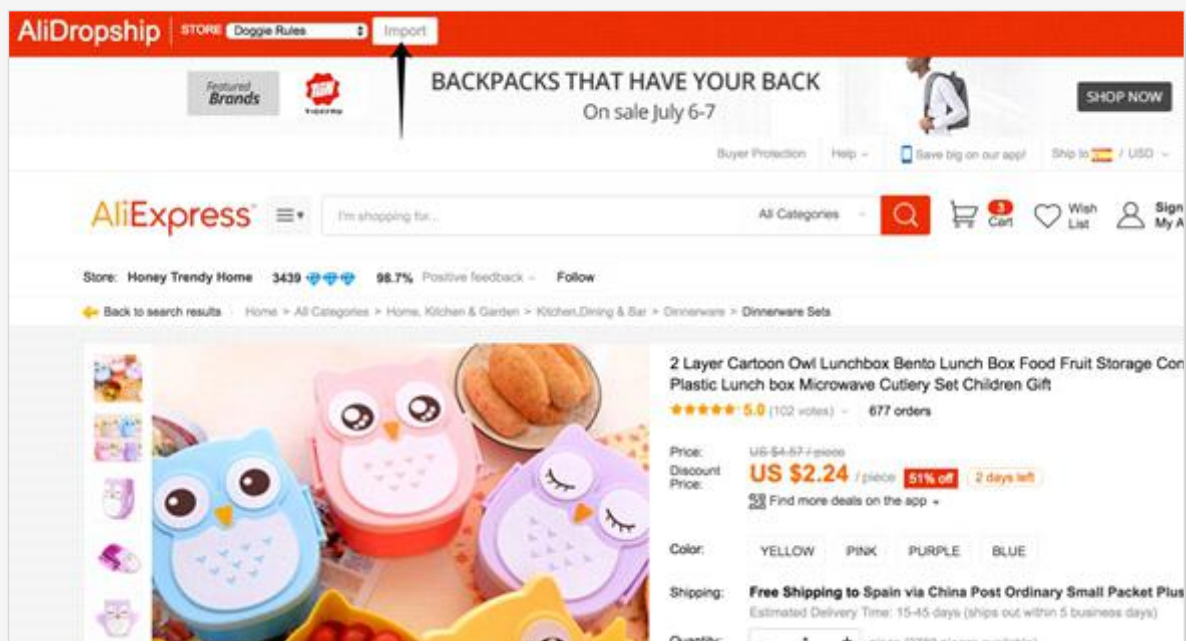 AliDropship STORE Doggie Rules Import
Featured Brands
BACKPACKS THAT HAVE YOUR BACK
On sale July 6-7
SHOP NOW
Buyer Protection Help Save big on our app! Ship to / USD
AliExpress I'm shopping for... All Categories 3 Cart Wish List Sign My A
Store: Honey Trendy Home 3439 98.7% Positive feedback Follow
Back to search results Home > All Categories > Home, Kitchen & Garden > Kitchen,Dining & Bar > Dinnerware > Dinnerware Sets
2 Layer Cartoon Owl Lunchbox Bento Lunch Box Food Fruit Storage Con
Plastic Lunch box Microwave Cutlery Set Children Gift
5.0 (102 votes) 677 orders
Price: US $4.57 / piece
Discount Price: US $2.24 / piece 51% off 2 days left
Find more deals on the app
Color: YELLOW PINK PURPLE BLUE
Shipping: Free Shipping to Spain via China Post Ordinary Small Packet Plus
Estimated Delivery Time: 15-45 days (ships out within 5 business days)
Quantity: